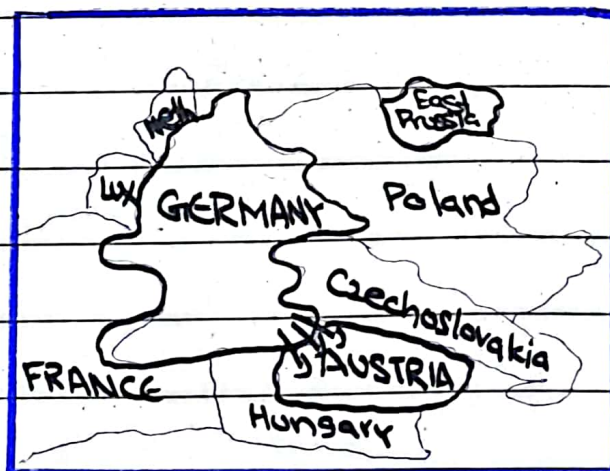 East
Prussia
Neth
Lux
GERMANY
Poland
Czechoslovakia
AUSTRIA
FRANCE
Hungary